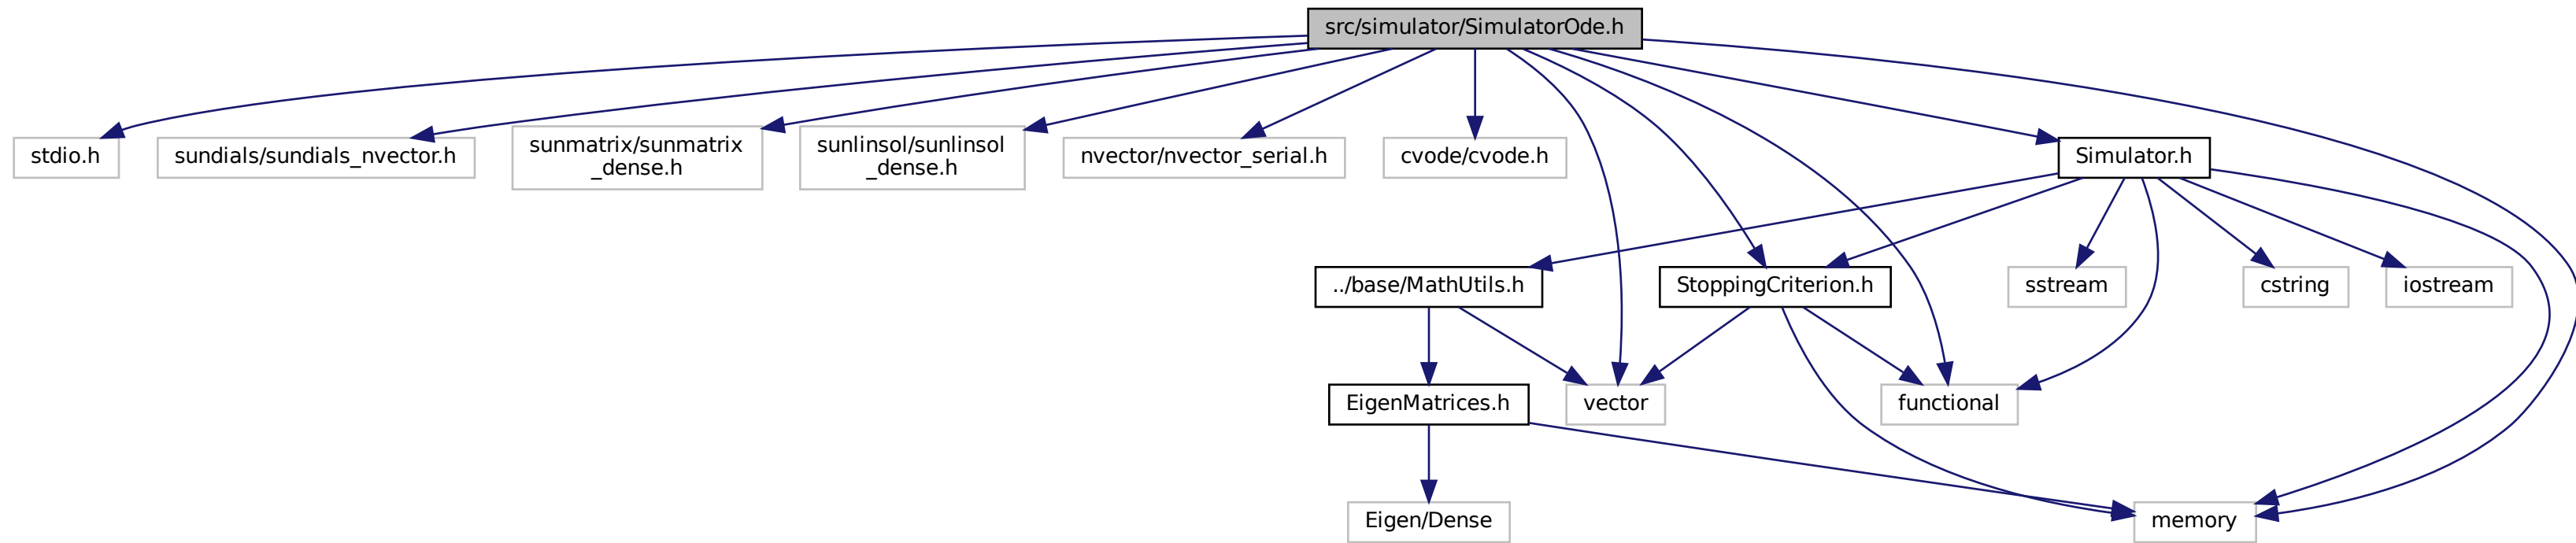 src/simulator/SimulatorOde.h
stdio.h
sundials/sundials_nvector.h
sunmatrix/sunmatrix
_dense.h
sunlinsol/sunlinsol
_dense.h
nvector/nvector_serial.h
cvode/cvode.h
Simulator.h
../base/MathUtils.h
StoppingCriterion.h
sstream
cstring
iostream
EigenMatrices.h
vector
functional
Eigen/Dense
memory